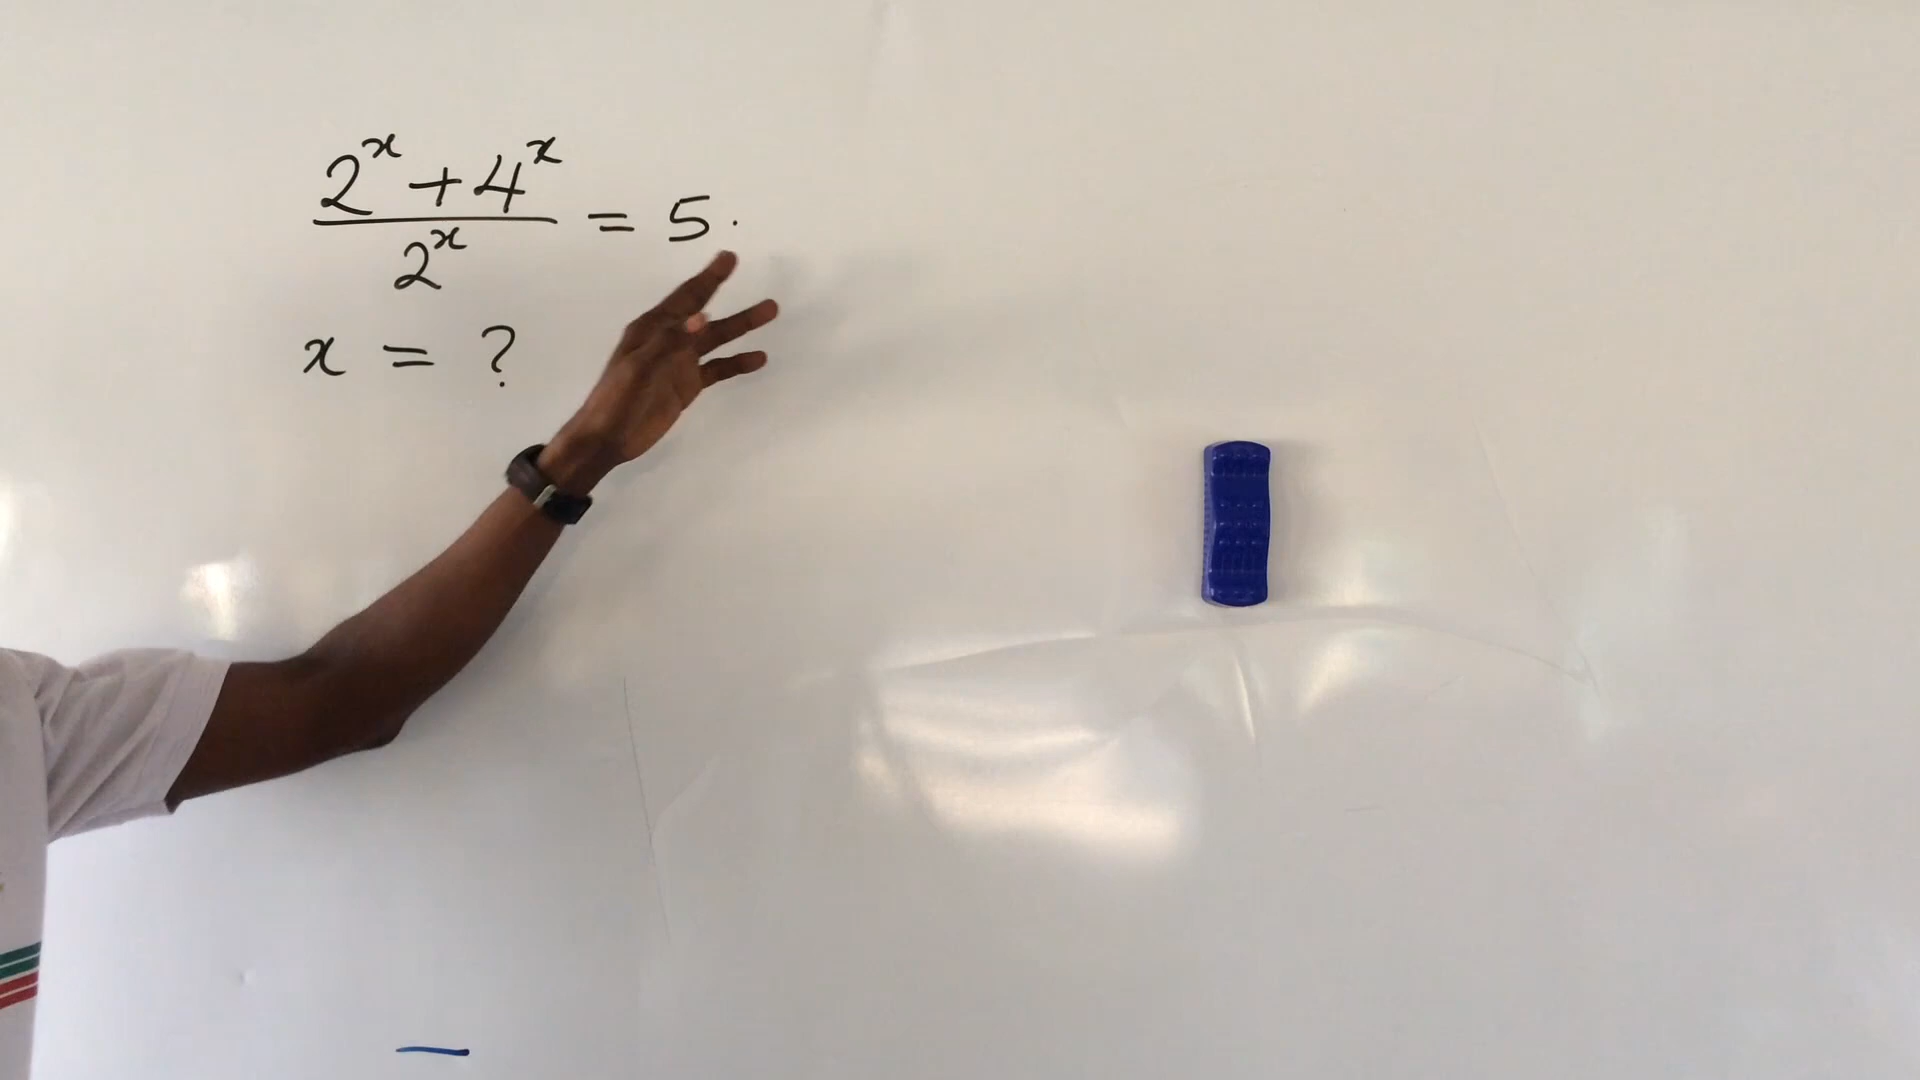 (2^x + 4^x)/2^x = 5.
x = ?